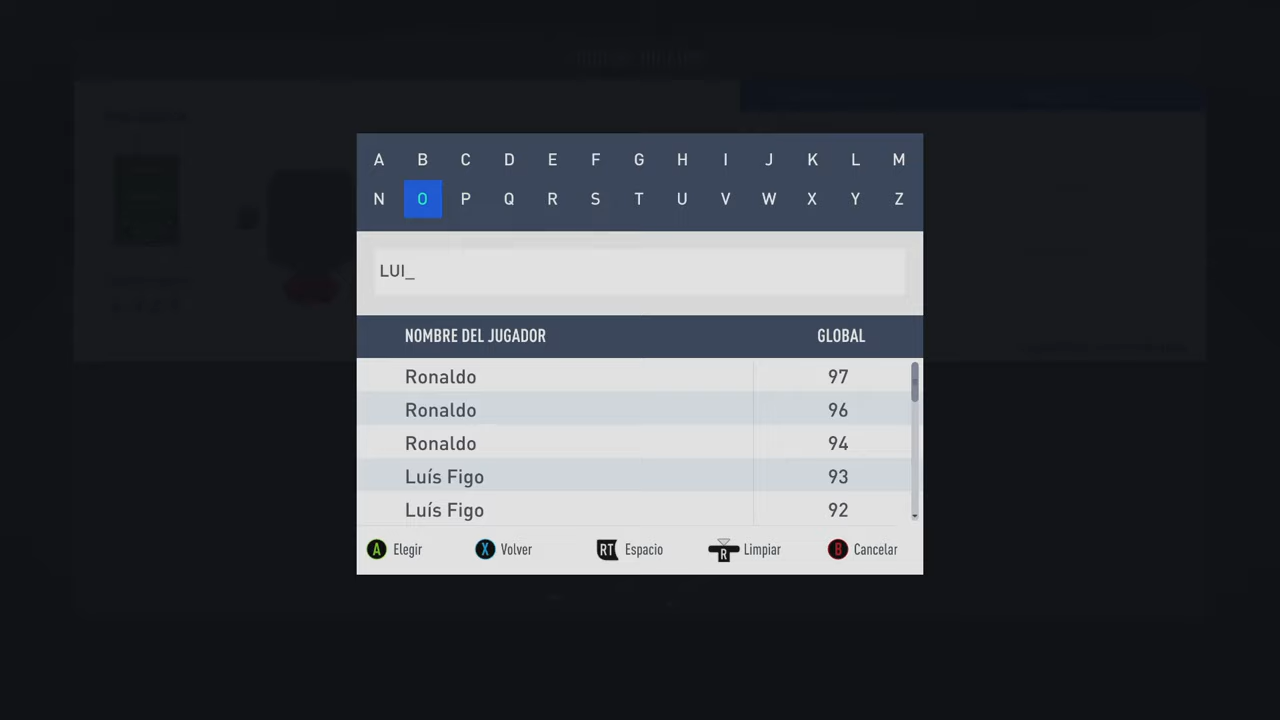 A B C D E F G H I J K L M
N O P Q R S T U V W X Y Z
LUI_
NOMBRE DEL JUGADOR GLOBAL
Ronaldo 97
Ronaldo 96
Ronaldo 94
Luís Figo 93
Luís Figo 92
A Elegir X Volver RT Espacio R Limpiar B Cancelar